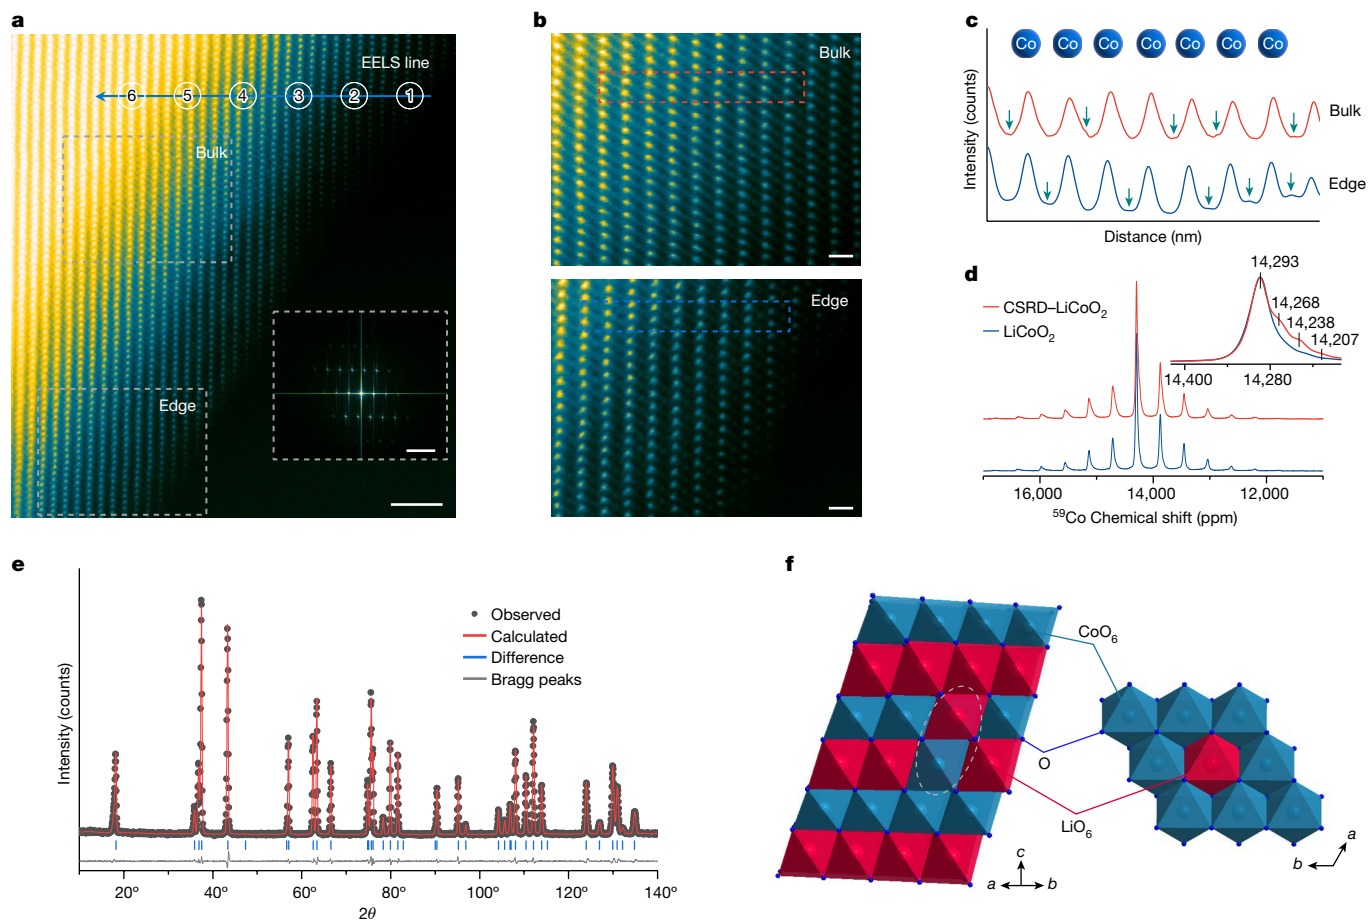 a
EELS line
6 5 4 3 2 1
Bulk
Edge
b
Bulk
Edge
c
Co Co Co Co Co Co Co
Intensity (counts)
Bulk
Edge
Distance (nm)
d
CSRD–LiCoO₂
LiCoO₂
14,293
14,268
14,238
14,207
14,400 14,280
16,000 14,000 12,000
⁵⁹Co Chemical shift (ppm)
e
Intensity (counts)
Observed
Calculated
Difference
Bragg peaks
20° 40° 60° 80° 100° 120° 140°
2θ
f
CoO₆
O
LiO₆
c
a b
a
b